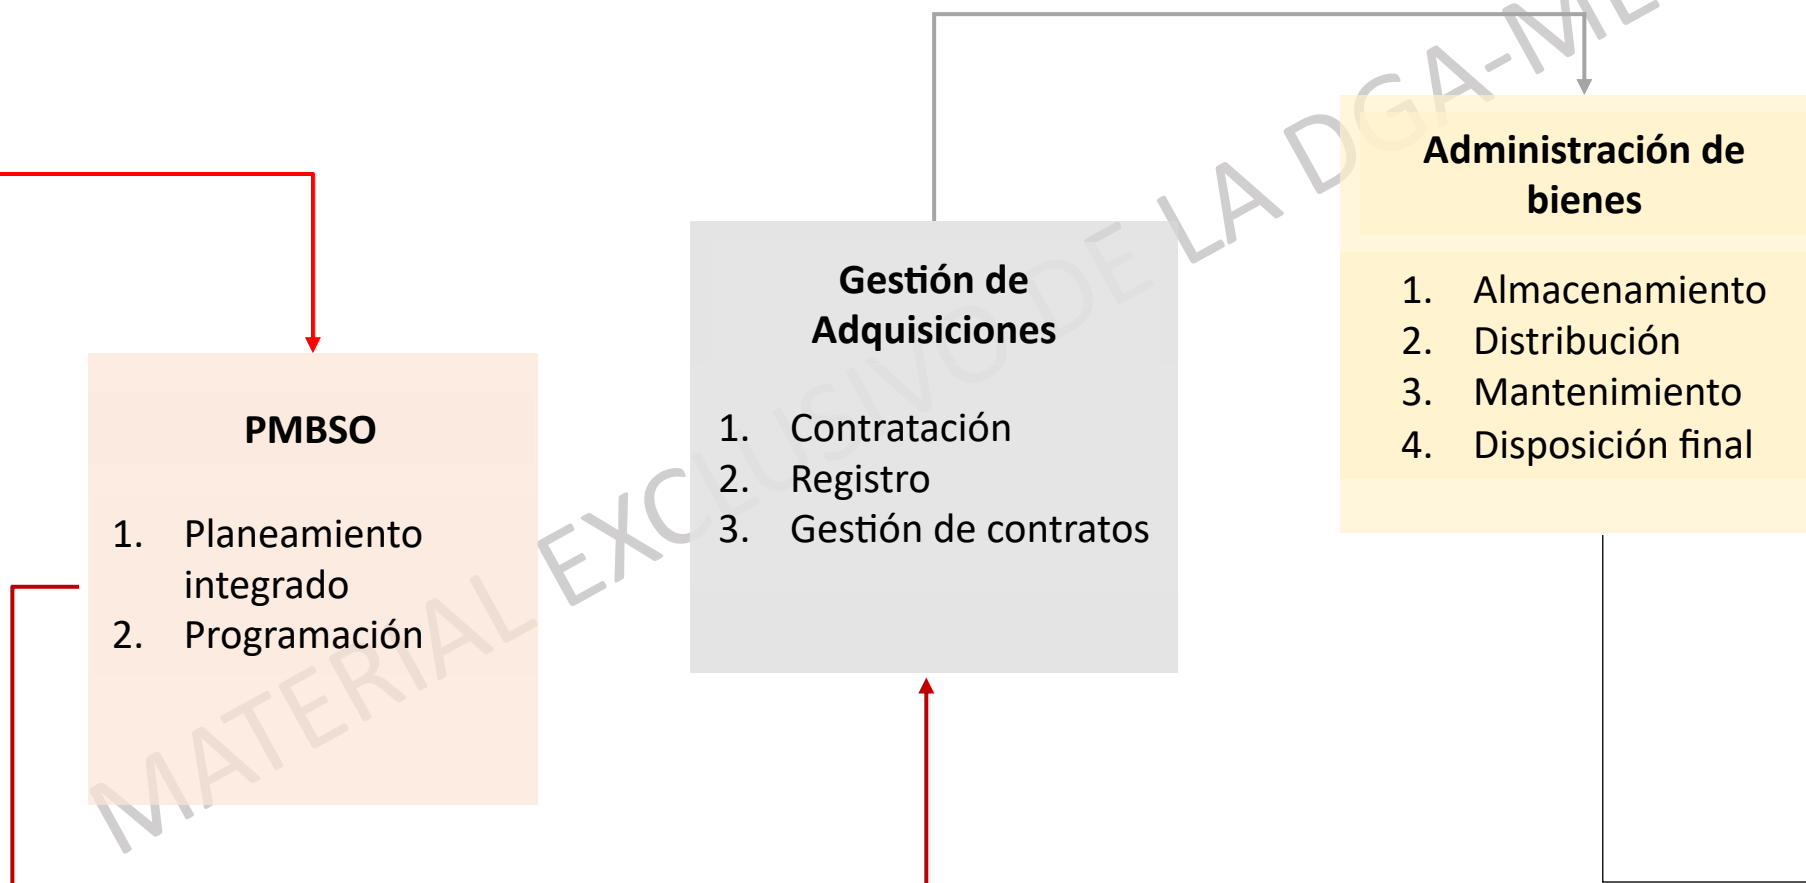 PMBSO
1. Planeamiento
integrado
2. Programación
Gestión de
Adquisiciones
1. Contratación
2. Registro
3. Gestión de contratos
Administración de
bienes
1. Almacenamiento
2. Distribución
3. Mantenimiento
4. Disposición final
MATERIAL EXCLUSIVO DE LA DGA-ME